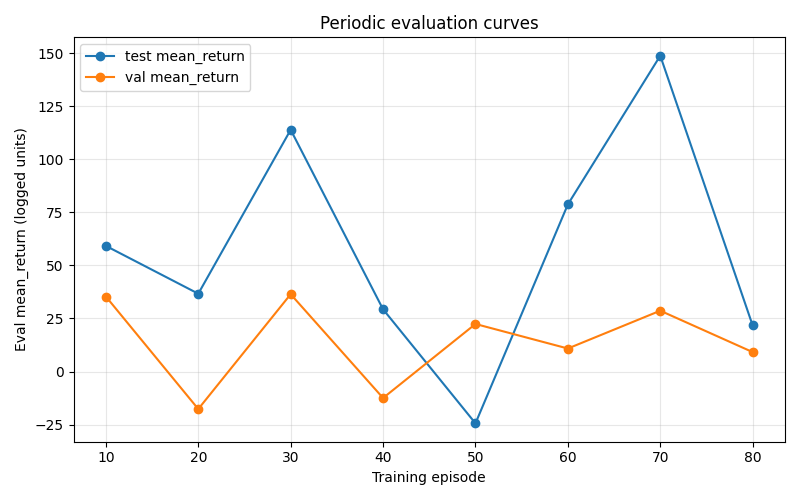 Periodic evaluation curves
test mean_return
val mean_return
Eval mean_return (logged units)
150
125
100
75
50
25
0
−25
10 20 30 40 50 60 70 80
Training episode